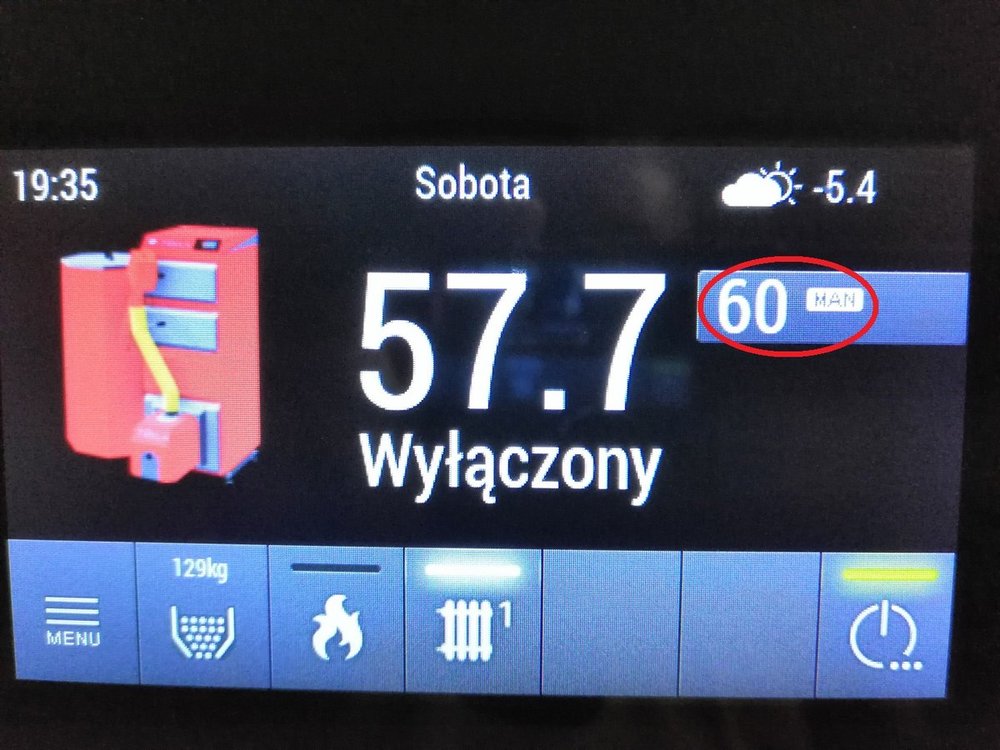 19:35
Sobota
-5.4
57.7
60 MAN
Wyłączony
129kg
1
MENU